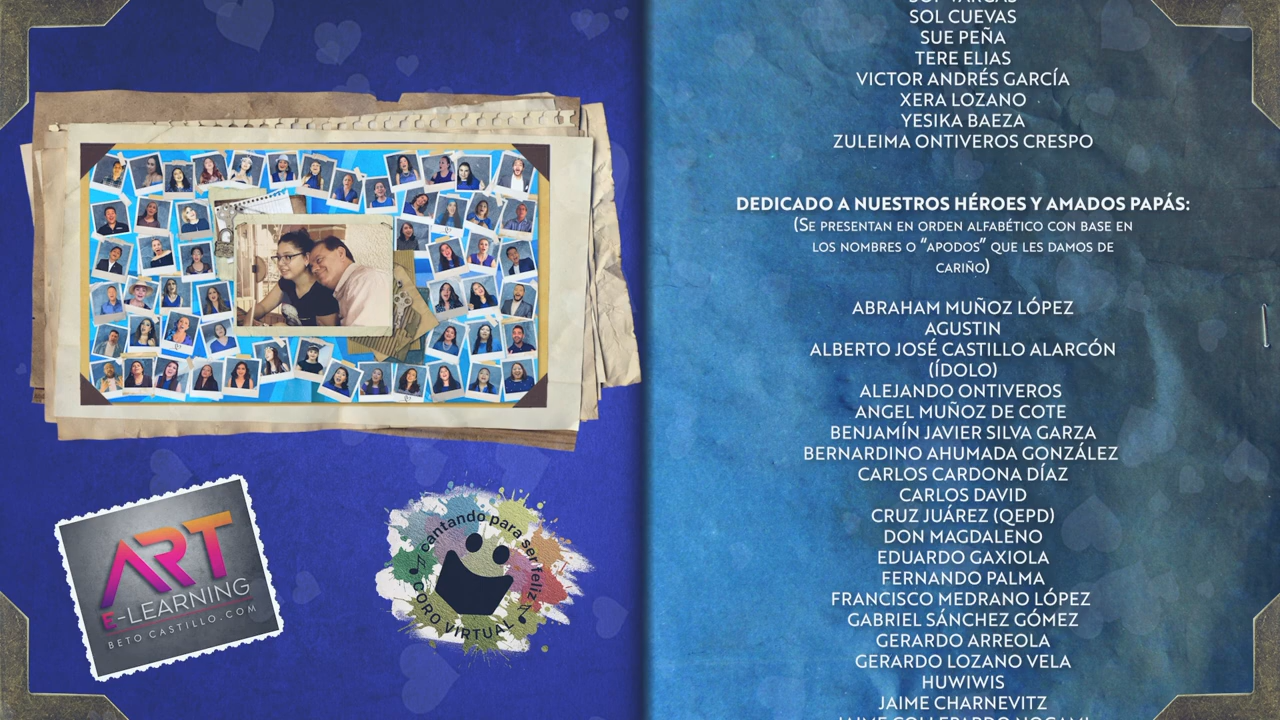 ART
E-LEARNING
BETO CASTILLO.COM
cantando para ser feliz
CORO VIRTUAL
SOL CUEVAS
SUE PEÑA
TERE ELIAS
VICTOR ANDRÉS GARCÍA
XERA LOZANO
YESIKA BAEZA
ZULEIMA ONTIVEROS CRESPO
DEDICADO A NUESTROS HÉROES Y AMADOS PAPÁS:
(SE PRESENTAN EN ORDEN ALFABÉTICO CON BASE EN
LOS NOMBRES O "APODOS" QUE LES DAMOS DE
CARIÑO)
ABRAHAM MUÑOZ LÓPEZ
AGUSTIN
ALBERTO JOSÉ CASTILLO ALARCÓN
(ÍDOLO)
ALEJANDO ONTIVEROS
ANGEL MUÑOZ DE COTE
BENJAMÍN JAVIER SILVA GARZA
BERNARDINO AHUMADA GONZÁLEZ
CARLOS CARDONA DÍAZ
CARLOS DAVID
CRUZ JUÁREZ (QEPD)
DON MAGDALENO
EDUARDO GAXIOLA
FERNANDO PALMA
FRANCISCO MEDRANO LÓPEZ
GABRIEL SÁNCHEZ GÓMEZ
GERARDO ARREOLA
GERARDO LOZANO VELA
HUWIWIS
JAIME CHARNEVITZ